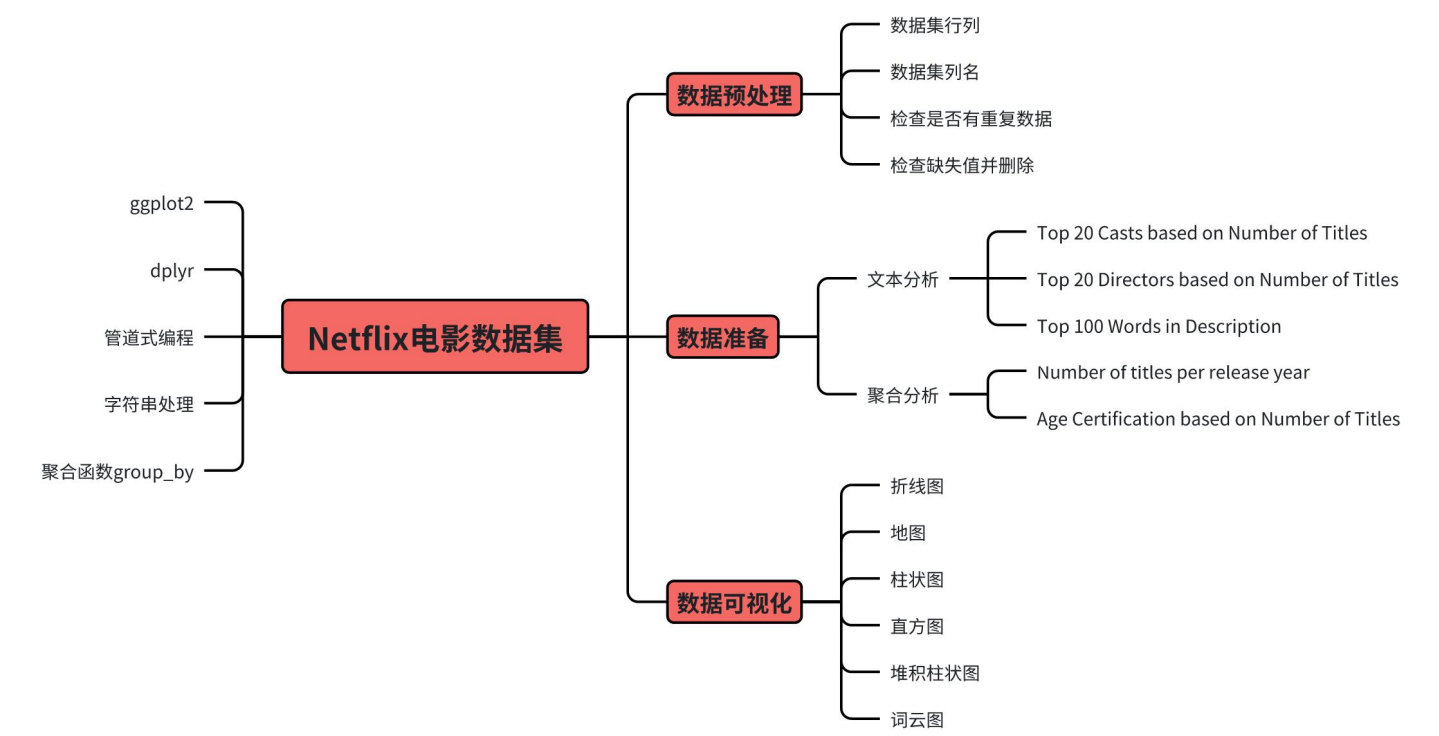 Netflix电影数据集
ggplot2
dplyr
管道式编程
字符串处理
聚合函数group_by
数据预处理
数据集行列
数据集列名
检查是否有重复数据
检查缺失值并删除
数据准备
文本分析
Top 20 Casts based on Number of Titles
Top 20 Directors based on Number of Titles
Top 100 Words in Description
聚合分析
Number of titles per release year
Age Certification based on Number of Titles
数据可视化
折线图
地图
柱状图
直方图
堆积柱状图
词云图